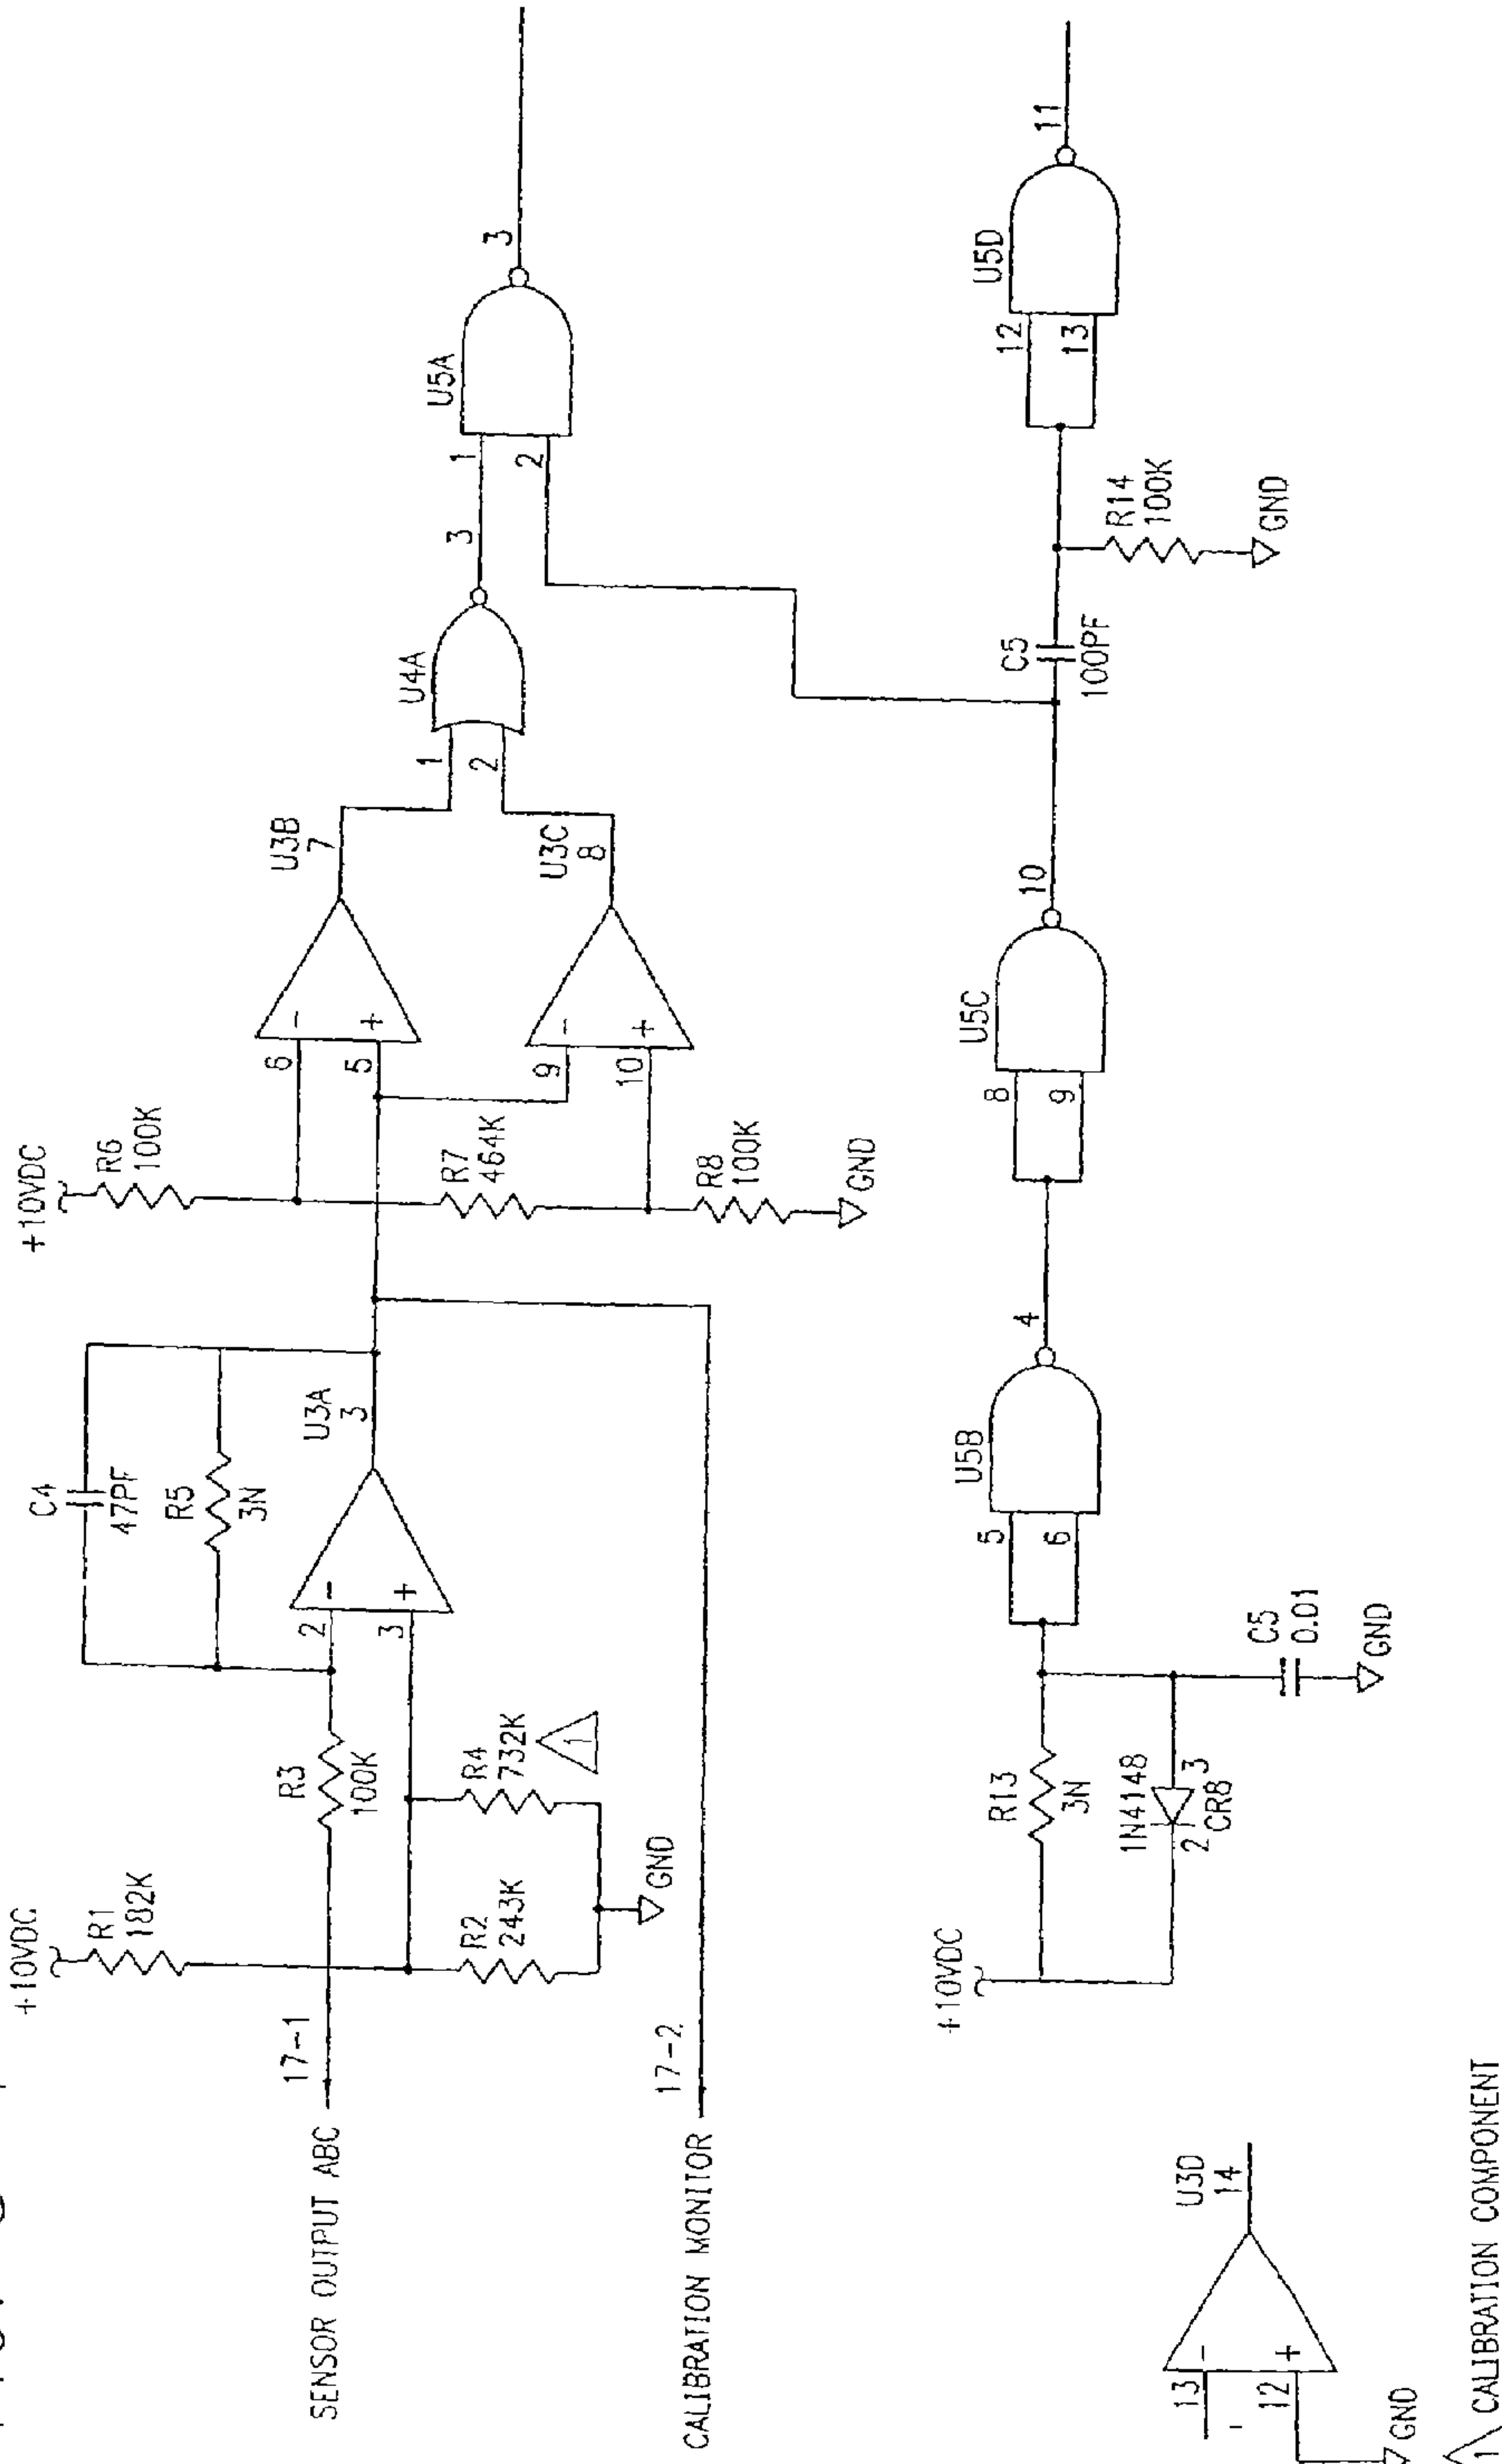 +10VDC
R1
182K
SENSOR OUTPUT ABC
17-1
R3
100K
R2
243K
R4
732K
1
GND
CALIBRATION MONITOR
17-2
C4
47PF
R5
3N
2
-
3
+
U3A
3
+10VDC
R6
100K
R7
464K
R8
100K
GND
6
-
5
+
U3B
7
9
-
10
+
U3C
8
1
2
U4A
3
1
2
U5A
3
+10VDC
R13
3N
1N4148
2
3
CR8
C5
0.01
GND
5
6
U5B
4
8
9
U5C
10
C5
100PF
R14
100K
GND
12
13
U5D
11
13
-
12
+
U3D
14
GND
1 CALIBRATION COMPONENT